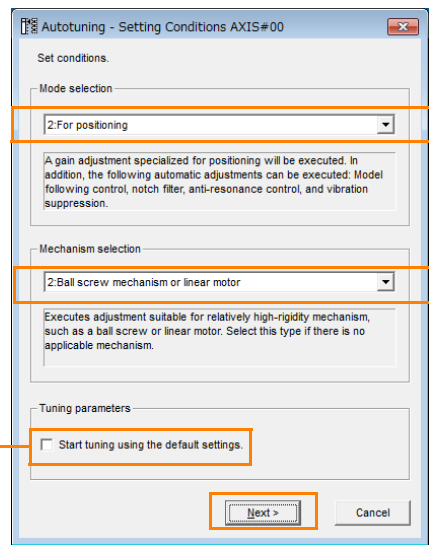 Autotuning - Setting Conditions AXIS#00
Set conditions.
Mode selection
2:For positioning
A gain adjustment specialized for positioning will be executed. In
addition, the following automatic adjustments can be executed: Model
following control, notch filter, anti-resonance control, and vibration
suppression.
Mechanism selection
2:Ball screw mechanism or linear motor
Executes adjustment suitable for relatively high-rigidity mechanism,
such as a ball screw or linear motor. Select this type if there is no
applicable mechanism.
Tuning parameters
Start tuning using the default settings.
Next > Cancel